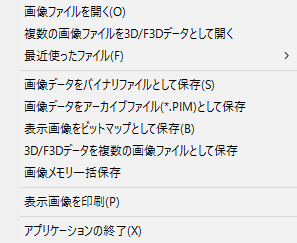 画像ファイルを開く(O)
複数の画像ファイルを3D/F3Dデータとして開く
最近使ったファイル(F)
画像データをバイナリファイルとして保存(S)
画像データをアーカイブファイル(*.PIM)として保存
表示画像をビットマップとして保存(B)
3D/F3Dデータを複数の画像ファイルとして保存
画像メモリ一括保存
表示画像を印刷(P)
アプリケーションの終了(X)